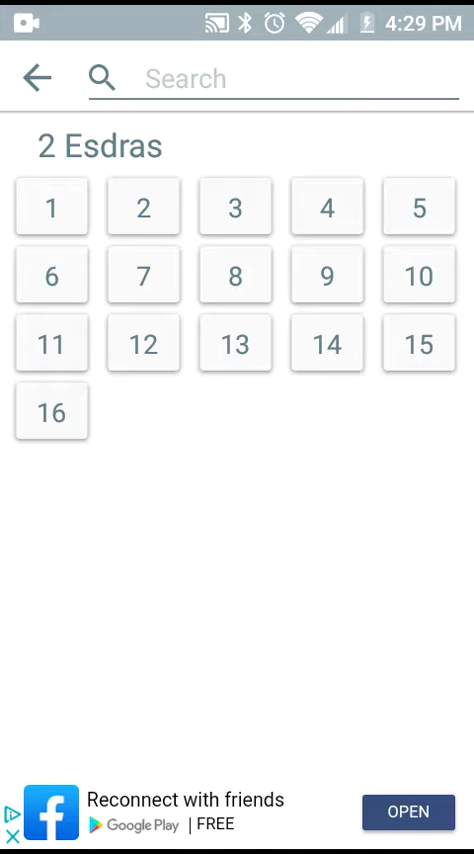 4:29 PM
Search
2 Esdras
1 2 3 4 5
6 7 8 9 10
11 12 13 14 15
16
Reconnect with friends
Google Play | FREE
OPEN